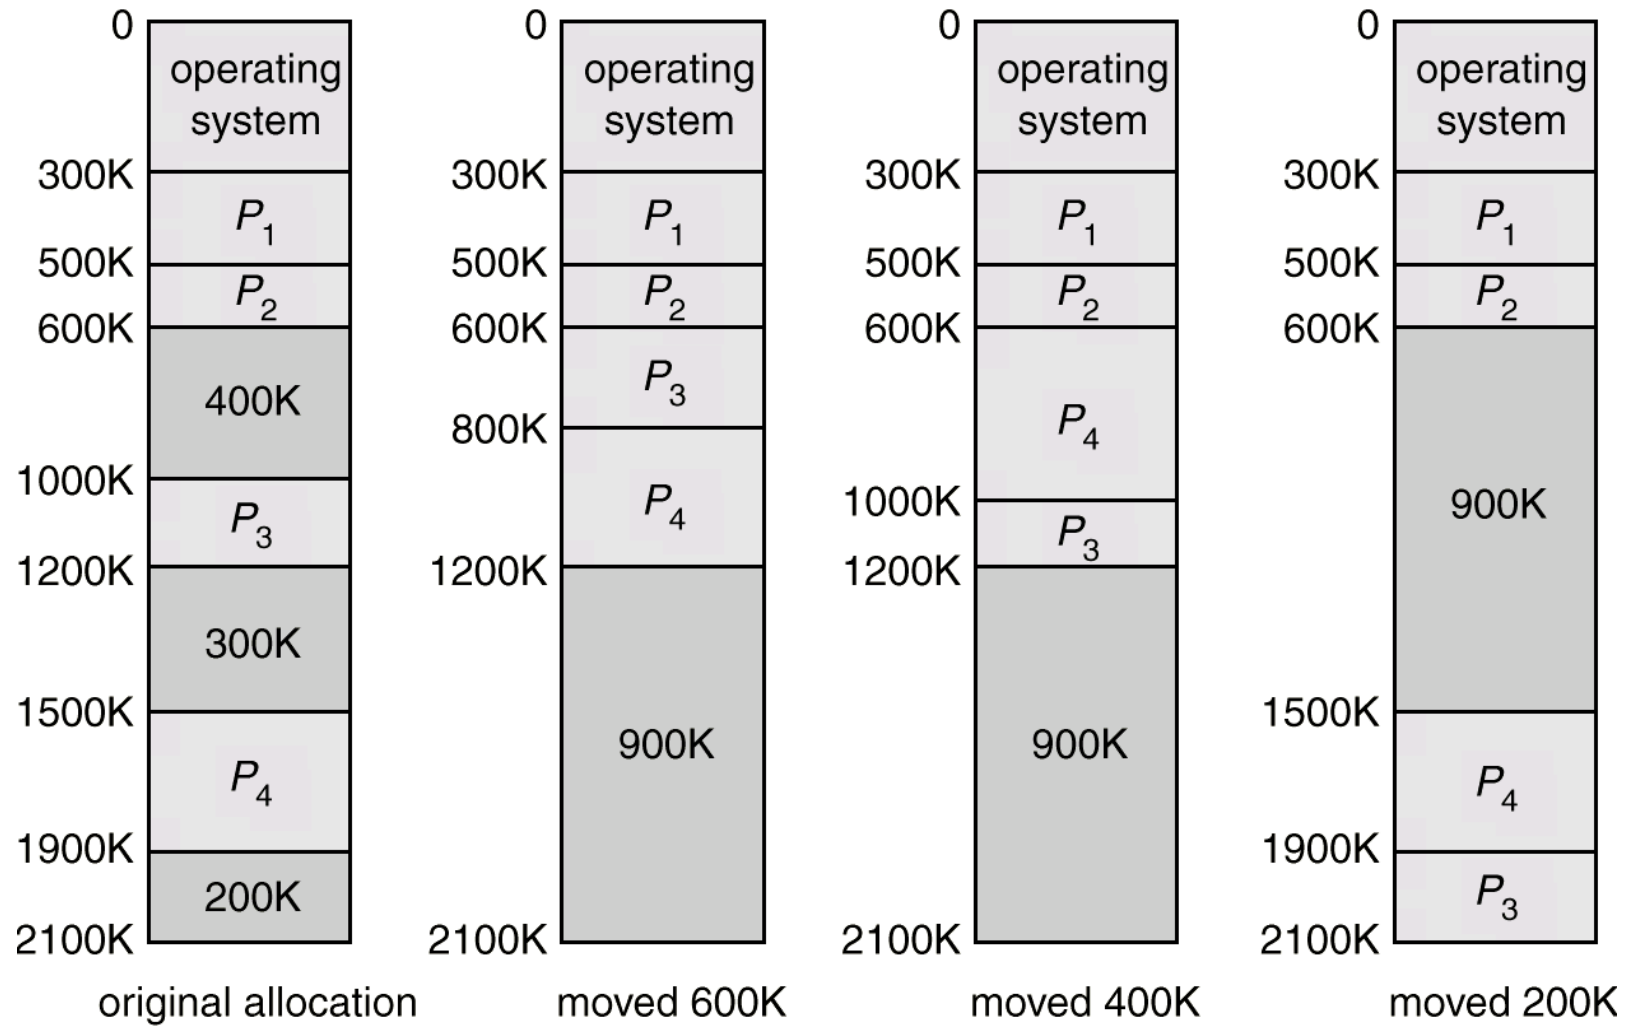 0
operating
system
300K
P1
500K
P2
600K
400K
1000K
P3
1200K
300K
1500K
P4
1900K
200K
2100K
original allocation
0
operating
system
300K
P1
500K
P2
600K
P3
800K
P4
1200K
900K
2100K
moved 600K
0
operating
system
300K
P1
500K
P2
600K
P4
1000K
P3
1200K
900K
2100K
moved 400K
0
operating
system
300K
P1
500K
P2
600K
900K
1500K
P4
1900K
P3
2100K
moved 200K